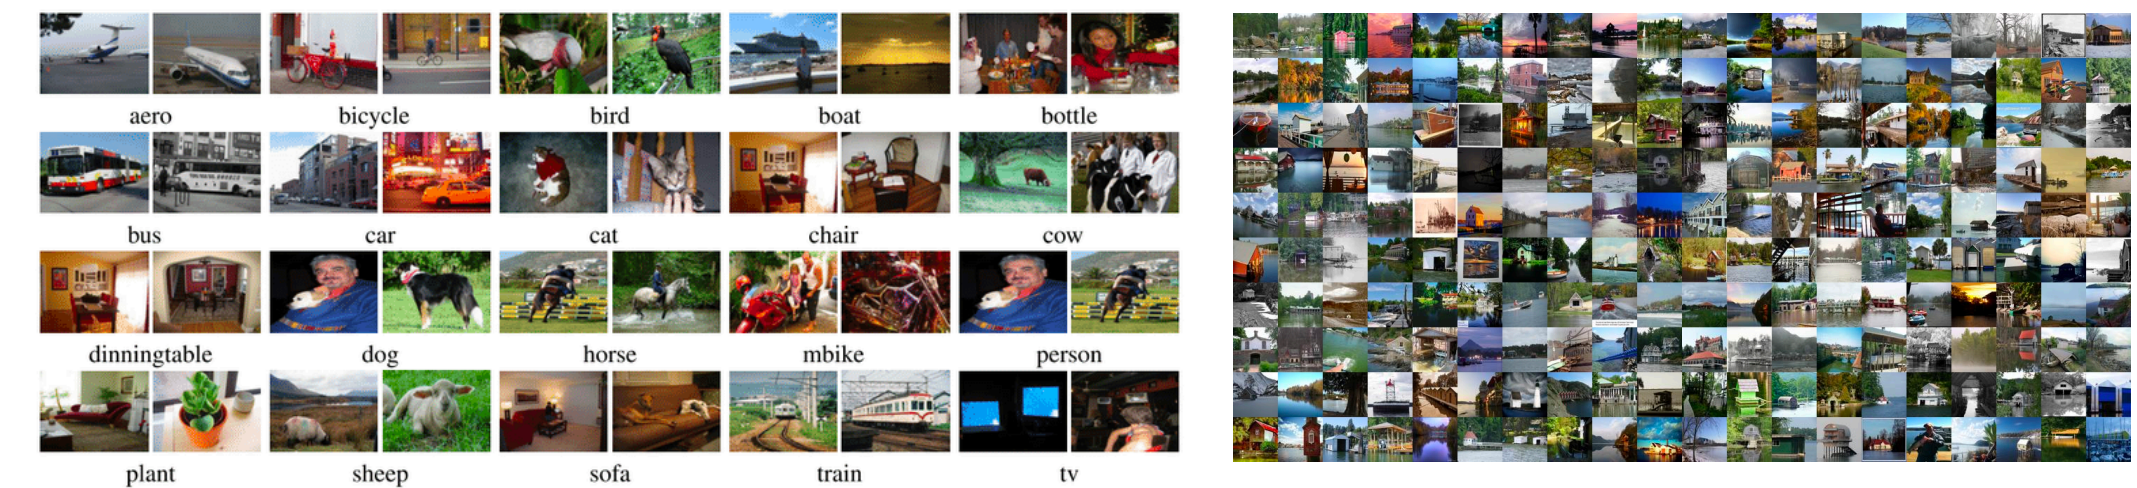 aero bicycle bird boat bottle
bus car cat chair cow
dinningtable dog horse mbike person
plant sheep sofa train tv